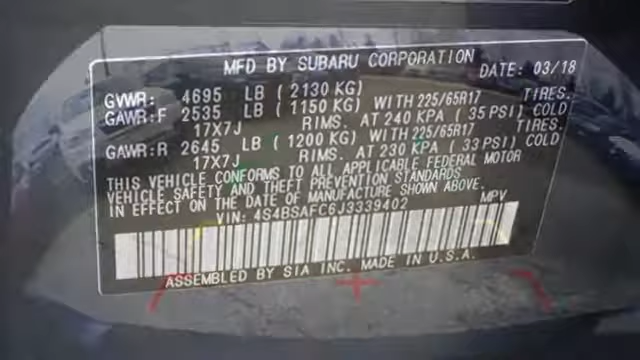 MFD BY SUBARU CORPORATION
DATE: 03/18
GVWR: 4695 LB (2130 KG)
GAWR:F 2535 LB (1150 KG) WITH 225/65R17 TIRES.
17X7J RIMS. AT 240 KPA (35 PSI) COLD
GAWR:R 2645 LB (1200 KG) WITH 225/65R17 TIRES.
17X7J RIMS. AT 230 KPA (33 PSI) COLD
THIS VEHICLE CONFORMS TO ALL APPLICABLE FEDERAL MOTOR
VEHICLE SAFETY AND THEFT PREVENTION STANDARDS
IN EFFECT ON THE DATE OF MANUFACTURE SHOWN ABOVE.
VIN: 4S4BSAFC6J3339402 MPV
ASSEMBLED BY SIA INC. MADE IN U.S.A.